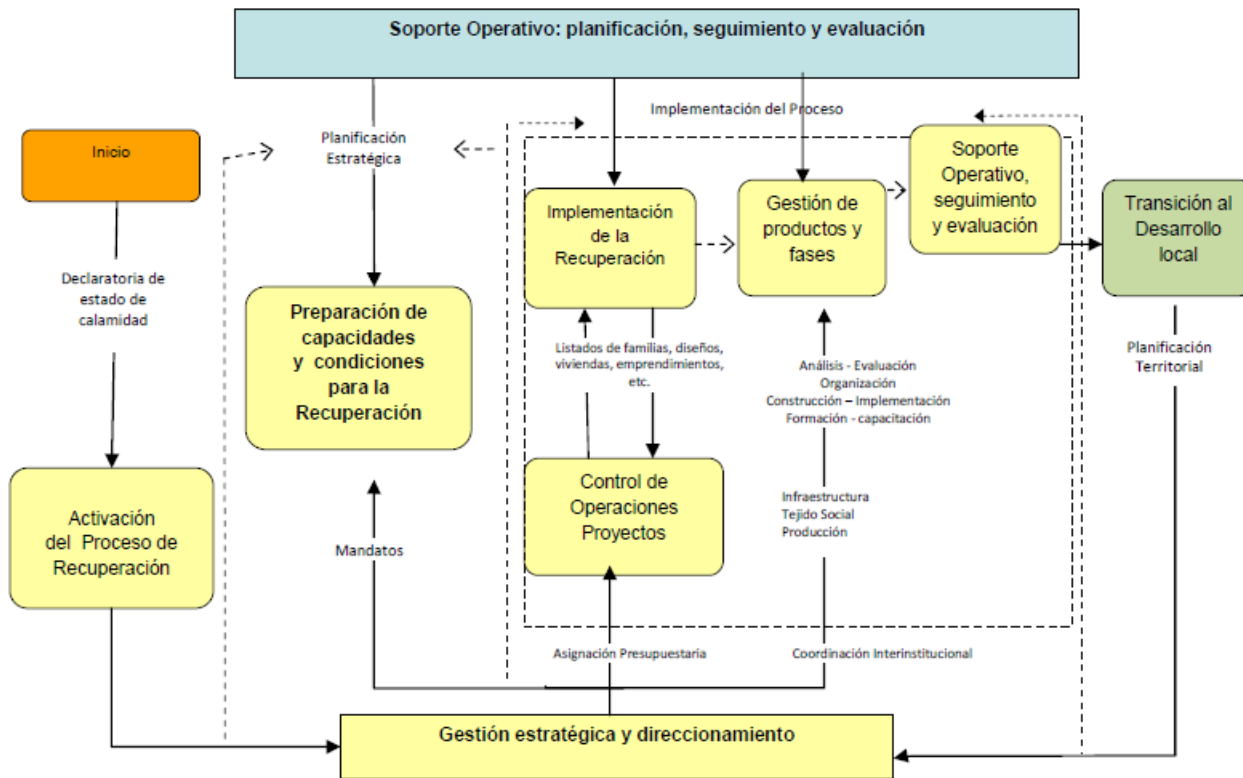 Soporte Operativo: planificación, seguimiento y evaluación
Implementación del Proceso
Inicio
Planificación
Estratégica
Soporte
Operativo,
seguimiento
y evaluación
Implementación
de la
Recuperación
Gestión de
productos y
fases
Transición al
Desarrollo
local
Declaratoria de
estado de
calamidad
Preparación de
capacidades
y condiciones
para la
Recuperación
Listados de familias, diseños,
viviendas, emprendimientos,
etc.
Análisis - Evaluación
Organización
Construcción – Implementación
Formación - capacitación
Planificación
Territorial
Activación
del Proceso de
Recuperación
Control de
Operaciones
Proyectos
Infraestructura
Tejido Social
Producción
Mandatos
Asignación Presupuestaria
Coordinación Interinstitucional
Gestión estratégica y direccionamiento